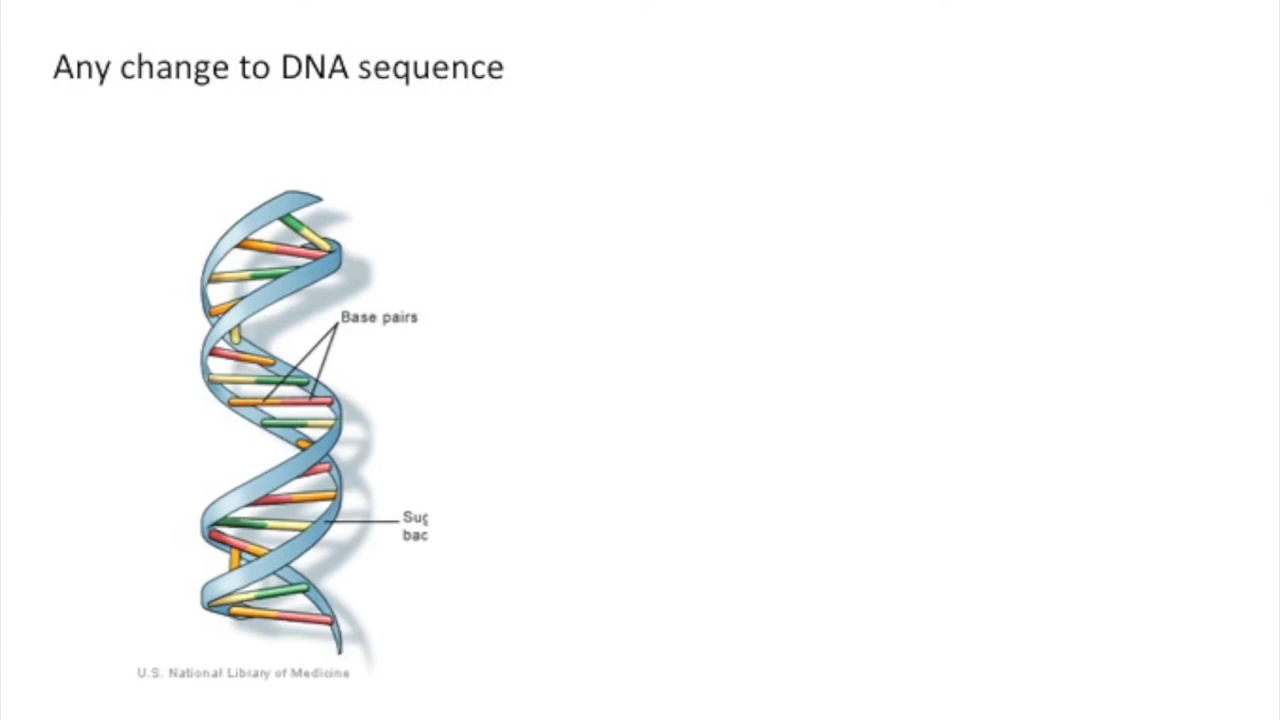 Any change to DNA sequence
Base pairs
U.S. National Library of Medicine